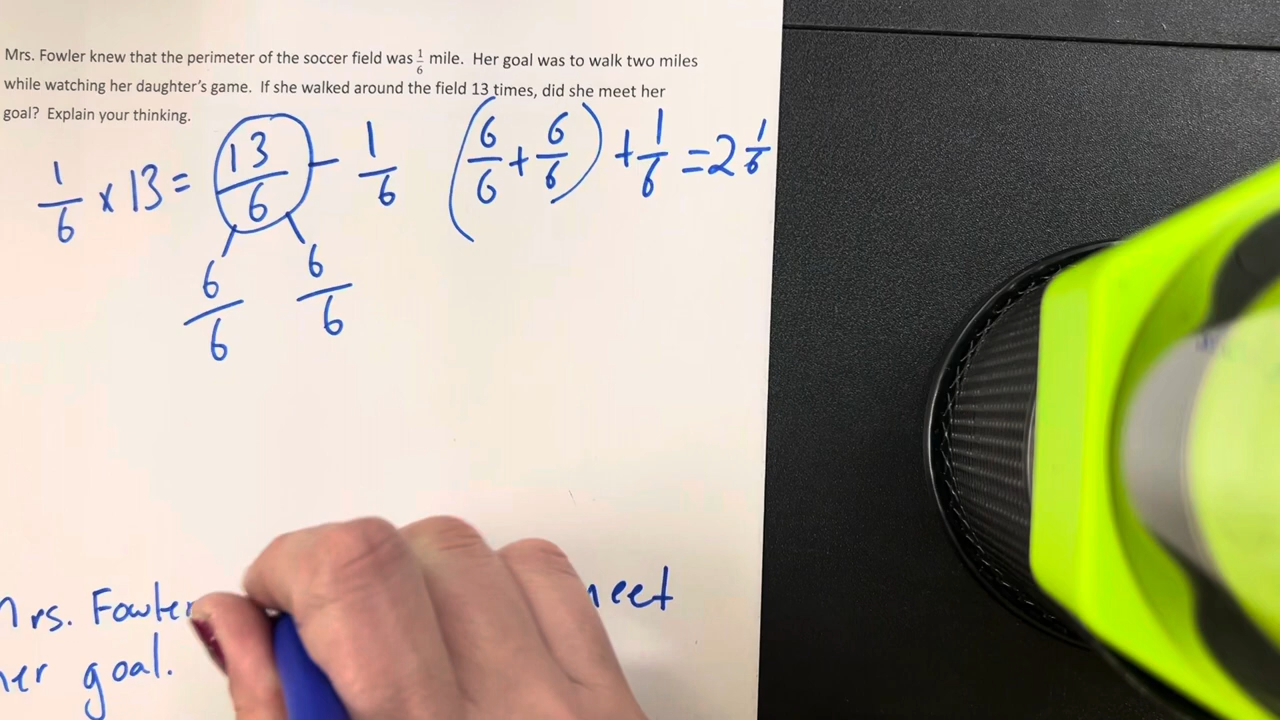 Mrs. Fowler knew that the perimeter of the soccer field was 1/6 mile. Her goal was to walk two miles
while watching her daughter's game. If she walked around the field 13 times, did she meet her
goal? Explain your thinking.
1/6 x 13 = 13/6 - 1/6 (6/6 + 6/6) + 1/6 = 2 1/6
6/6 6/6
Mrs. Fowler
goal.